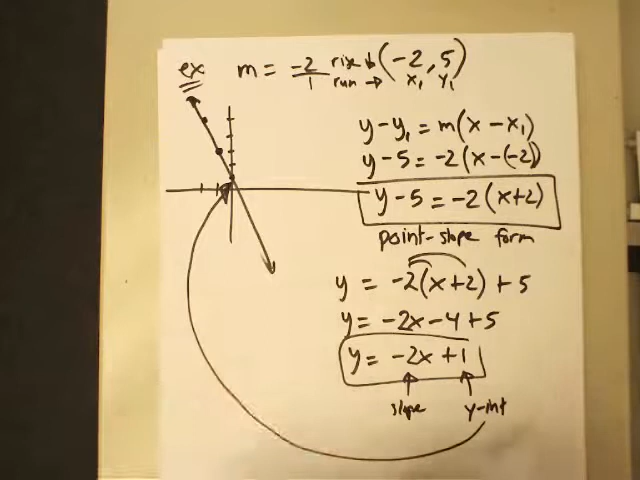 ex m = -2/1 rise ↓ run → (-2, 5)
x₁ y₁
y - y₁ = m(x - x₁)
y - 5 = -2(x - (-2))
y - 5 = -2(x+2)
point-slope form
y = -2(x+2) + 5
y = -2x - 4 + 5
y = -2x + 1
slope y-int